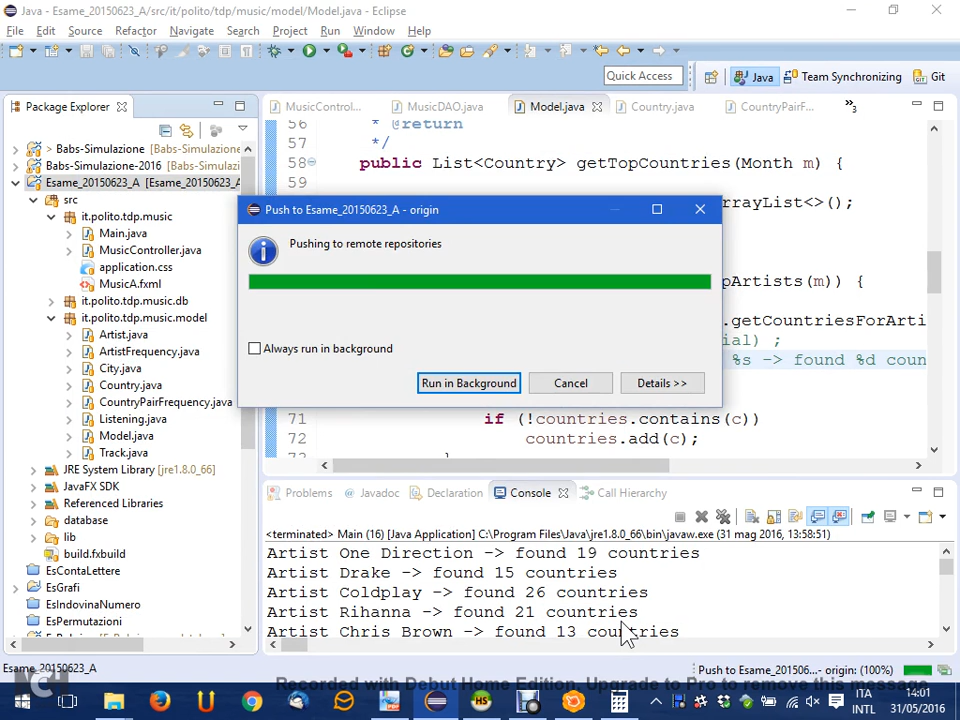 Java - Esame_20150623_A/src/it/polito/tdp/music/model/Model.java - Eclipse
File Edit Source Refactor Navigate Search Project Run Window Help
Quick Access
Java
Team Synchronizing
Git
Package Explorer
> Babs-Simulazione [Babs-Simulazione
Babs-Simulazione-2016 [Babs-Simulaz
Esame_20150623_A [Esame_20150623_A
src
it.polito.tdp.music
Main.java
MusicController.java
application.css
MusicA.fxml
it.polito.tdp.music.db
it.polito.tdp.music.model
Artist.java
ArtistFrequency.java
City.java
Country.java
CountryPairFrequency.java
Listening.java
Model.java
Track.java
JRE System Library [jre1.8.0_66]
JavaFX SDK
Referenced Libraries
database
lib
build.fxbuild
EsContaLettere
EsGrafi
EsIndovinaNumero
EsPermutazioni
MusicControl...
MusicDAO.java
Model.java
Country.java
CountryPairF...
»3
56 * @return
57 */
58 public List<Country> getTopCountries(Month m) {
59
rrayList<>();
pArtists(m)) {
.getCountriesForArti
ial) ;
%s -> found %d coun
71 if (!countries.contains(c))
72 countries.add(c);
73 }
Push to Esame_20150623_A - origin
Pushing to remote repositories
Always run in background
Run in Background
Cancel
Details >>
Problems
Javadoc
Declaration
Console
Call Hierarchy
<terminated> Main (16) [Java Application] C:\Program Files\Java\jre1.8.0_66\bin\javaw.exe (31 mag 2016, 13:58:51)
Artist One Direction -> found 19 countries
Artist Drake -> found 15 countries
Artist Coldplay -> found 26 countries
Artist Rihanna -> found 21 countries
Artist Chris Brown -> found 13 countries
Esame_20150623_A
Push to Esame_201506...- origin: (100%)
Recorded with Debut Home Edition. Upgrade to Pro to remove this message
ITA
INTL
14:01
31/05/2016